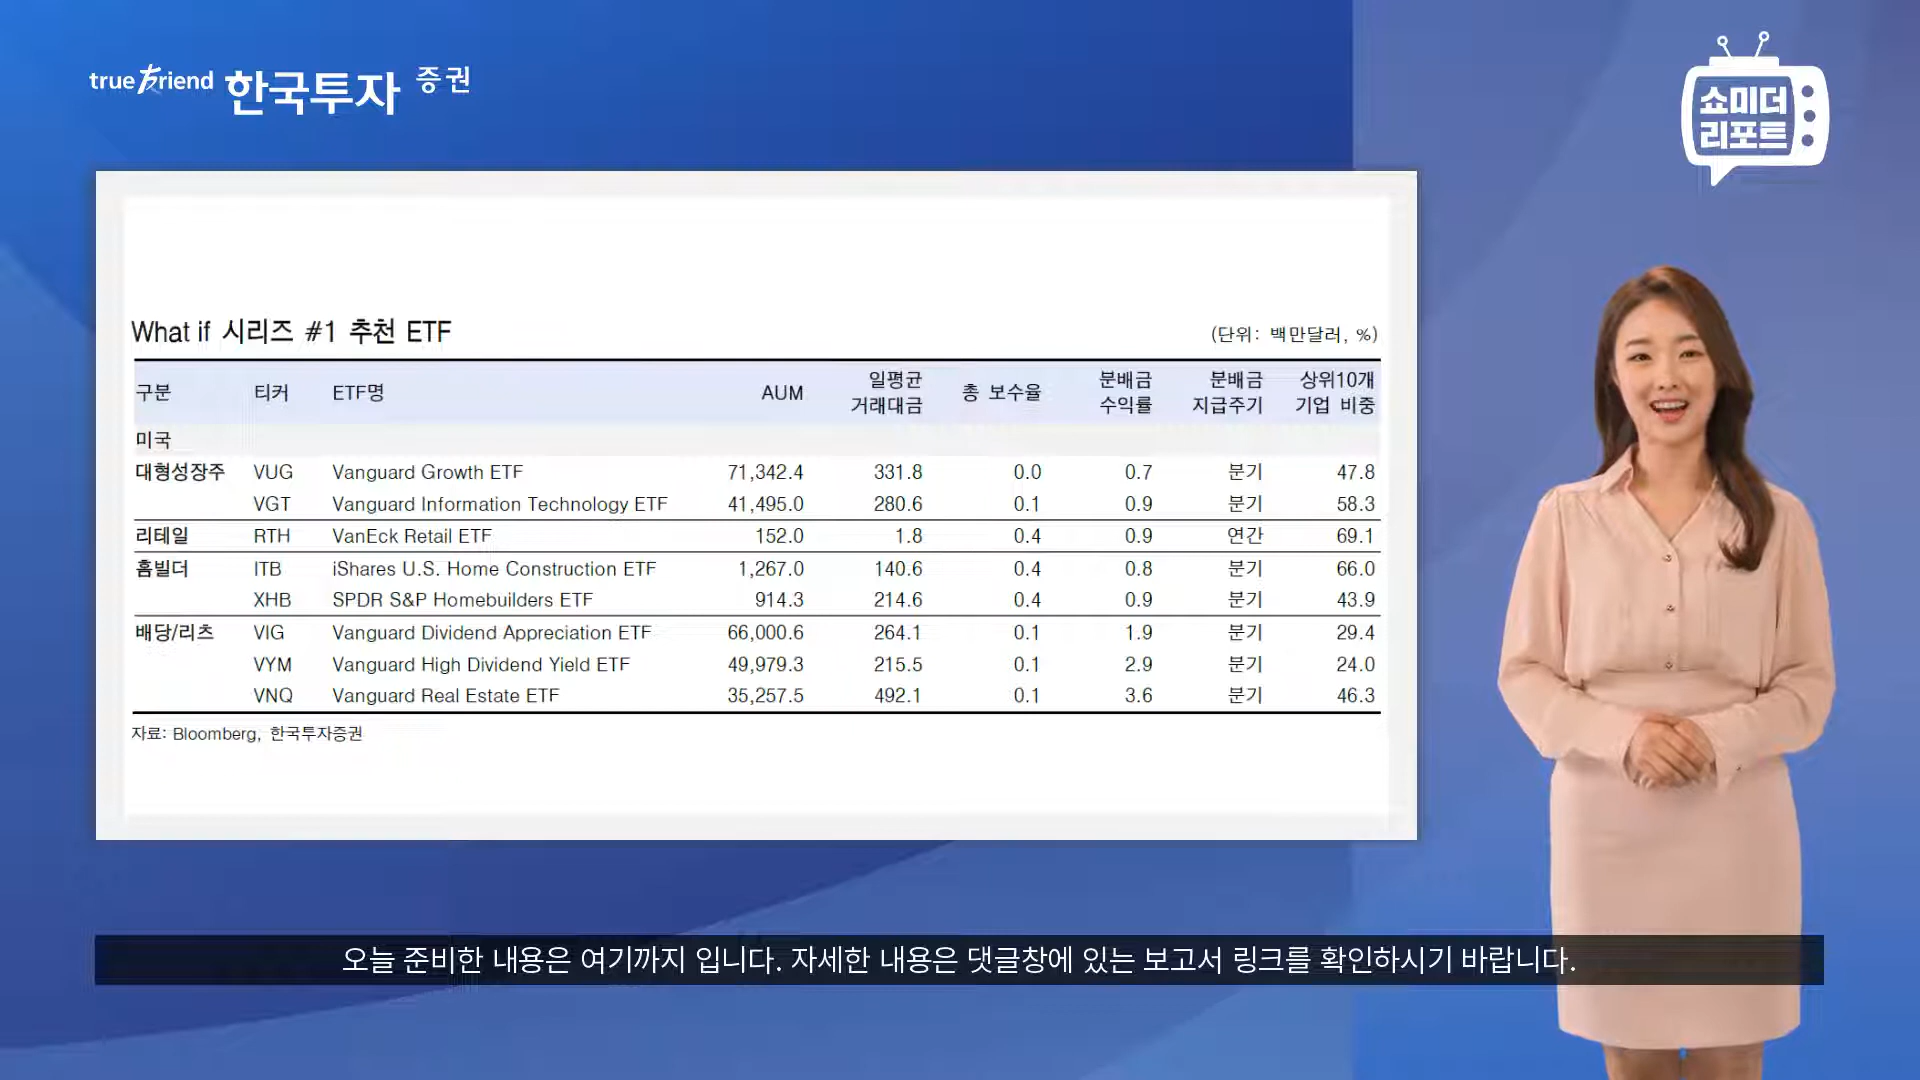 true friend 한국투자 증권
쇼미더
리포트
What if 시리즈 #1 추천 ETF (단위: 백만달러, %)
구분 티커 ETF명 AUM 일평균 거래대금 총 보수율 분배금 수익률 분배금 지급주기 상위10개 기업 비중
미국
대형성장주 VUG Vanguard Growth ETF 71,342.4 331.8 0.0 0.7 분기 47.8
VGT Vanguard Information Technology ETF 41,495.0 280.6 0.1 0.9 분기 58.3
리테일 RTH VanEck Retail ETF 152.0 1.8 0.4 0.9 연간 69.1
홈빌더 ITB iShares U.S. Home Construction ETF 1,267.0 140.6 0.4 0.8 분기 66.0
XHB SPDR S&P Homebuilders ETF 914.3 214.6 0.4 0.9 분기 43.9
배당/리츠 VIG Vanguard Dividend Appreciation ETF 66,000.6 264.1 0.1 1.9 분기 29.4
VYM Vanguard High Dividend Yield ETF 49,979.3 215.5 0.1 2.9 분기 24.0
VNQ Vanguard Real Estate ETF 35,257.5 492.1 0.1 3.6 분기 46.3
자료: Bloomberg, 한국투자증권
오늘 준비한 내용은 여기까지 입니다. 자세한 내용은 댓글창에 있는 보고서 링크를 확인하시기 바랍니다.